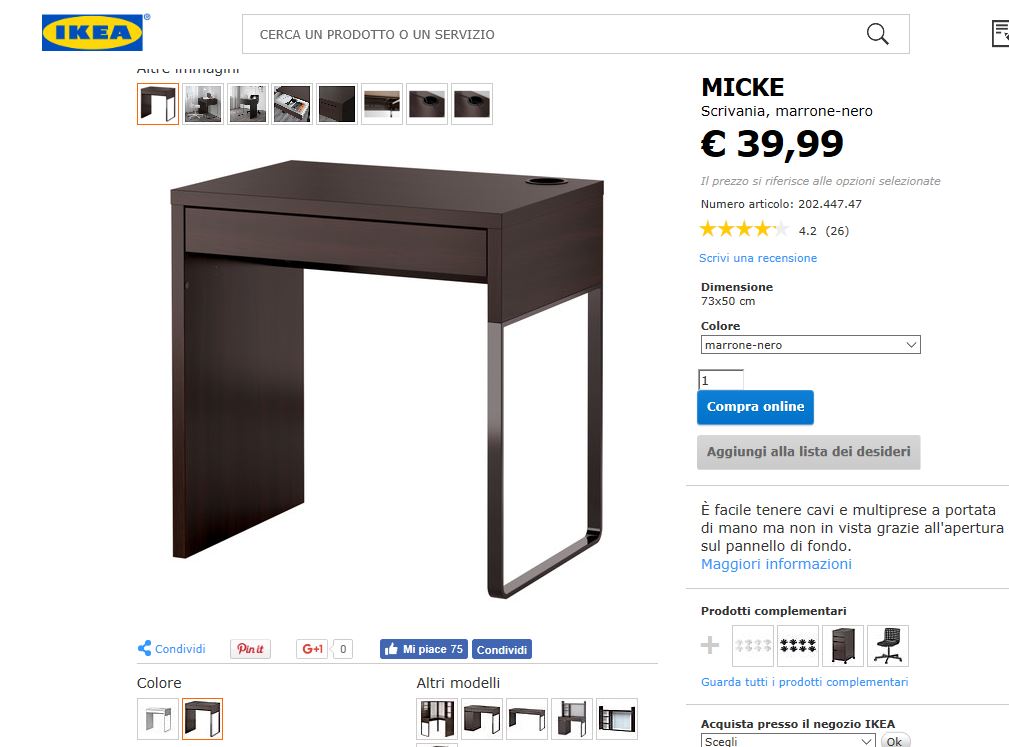 IKEA
®
CERCA UN PRODOTTO O UN SERVIZIO
Altre immagini
MICKE
Scrivania, marrone-nero
€ 39,99
Il prezzo si riferisce alle opzioni selezionate
Numero articolo: 202.447.47
4.2 (26)
Scrivi una recensione
Dimensione
73x50 cm
Colore
marrone-nero
1
Compra online
Aggiungi alla lista dei desideri
È facile tenere cavi e multiprese a portata
di mano ma non in vista grazie all'apertura
sul pannello di fondo.
Maggiori informazioni
Prodotti complementari
Guarda tutti i prodotti complementari
Acquista presso il negozio IKEA
Scegli
Ok
Condividi
Pin it
G+1
0
Mi piace 75
Condividi
Colore
Altri modelli